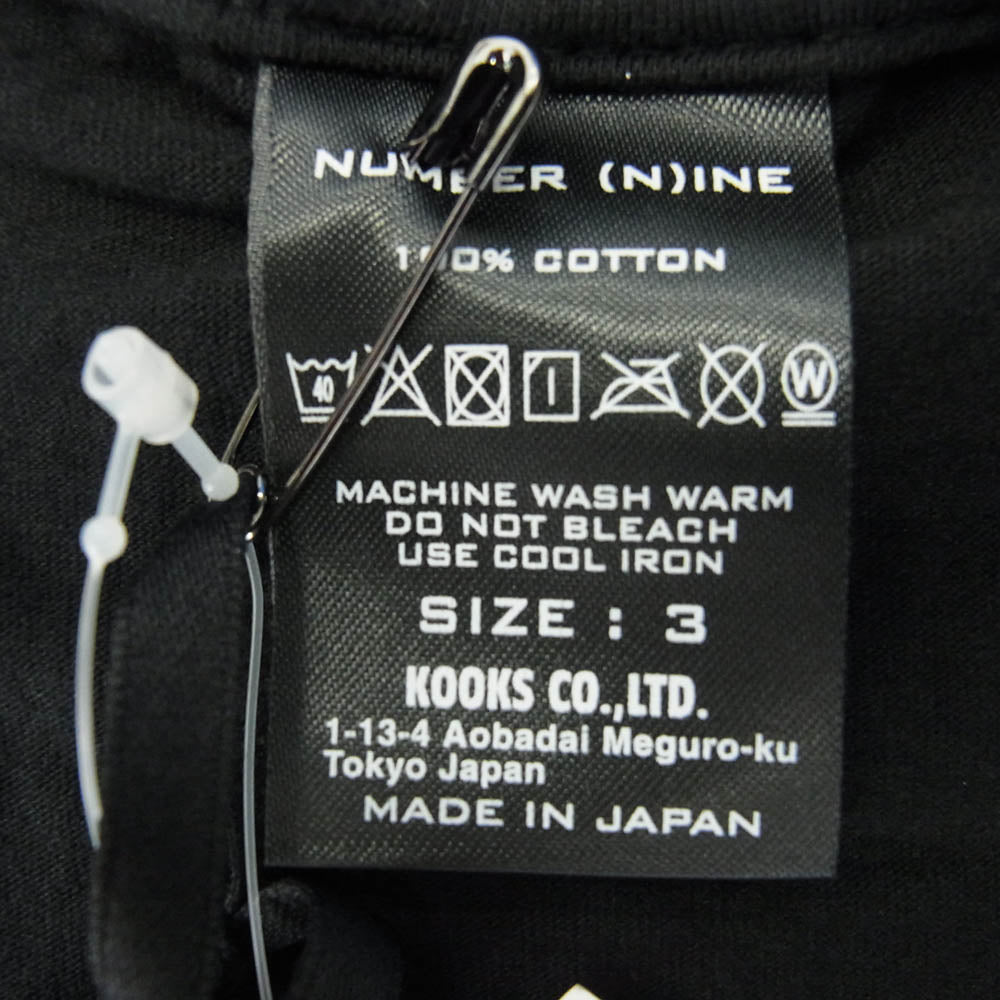 NUMBER (N)INE
100% COTTON
40 I W
MACHINE WASH WARM
DO NOT BLEACH
USE COOL IRON
SIZE : 3
KOOKS CO.,LTD.
1-13-4 Aobadai Meguro-ku
Tokyo Japan
MADE IN JAPAN